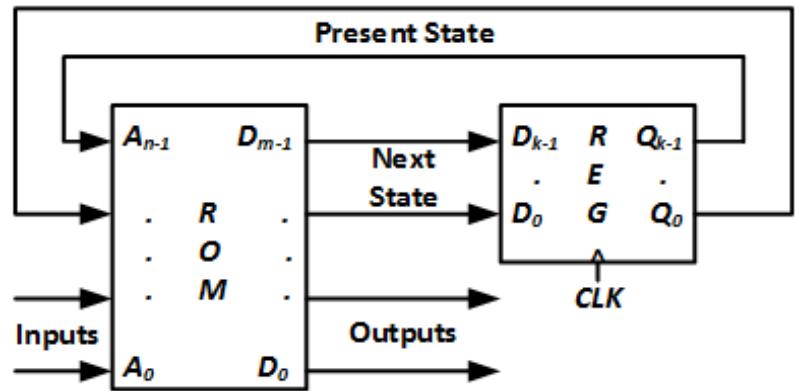 Present State
A_{n-1} D_{m-1} D_{k-1} R Q_{k-1}
Next
. E .
State
. R . D_0 G Q_0
. O .
. M . CLK
Inputs Outputs
A_0 D_0